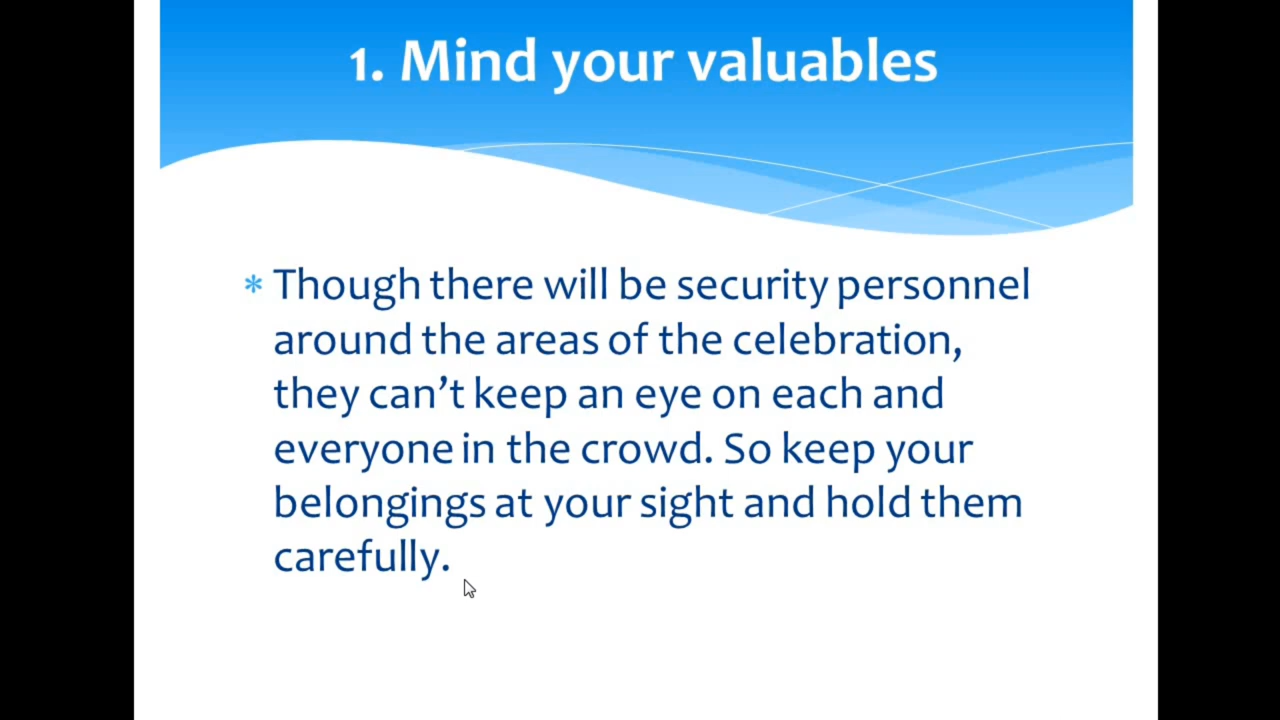 1. Mind your valuables
* Though there will be security personnel
around the areas of the celebration,
they can’t keep an eye on each and
everyone in the crowd. So keep your
belongings at your sight and hold them
carefully.